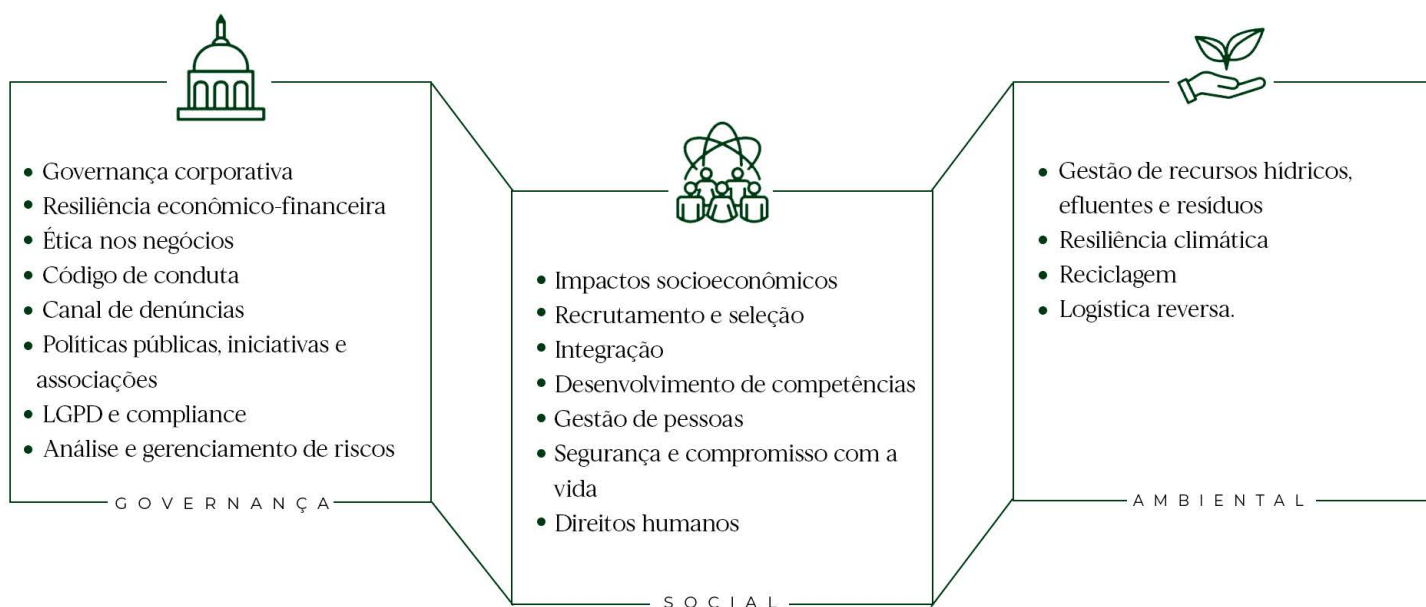 • Governança corporativa
• Resiliência econômico-financeira
• Ética nos negócios
• Código de conduta
• Canal de denúncias
• Políticas públicas, iniciativas e
associações
• LGPD e compliance
• Análise e gerenciamento de riscos
GOVERNANÇA
• Impactos socioeconômicos
• Recrutamento e seleção
• Integração
• Desenvolvimento de competências
• Gestão de pessoas
• Segurança e compromisso com a
vida
• Direitos humanos
SOCIAL
• Gestão de recursos hídricos,
efluentes e resíduos
• Resiliência climática
• Reciclagem
• Logística reversa.
AMBIENTAL